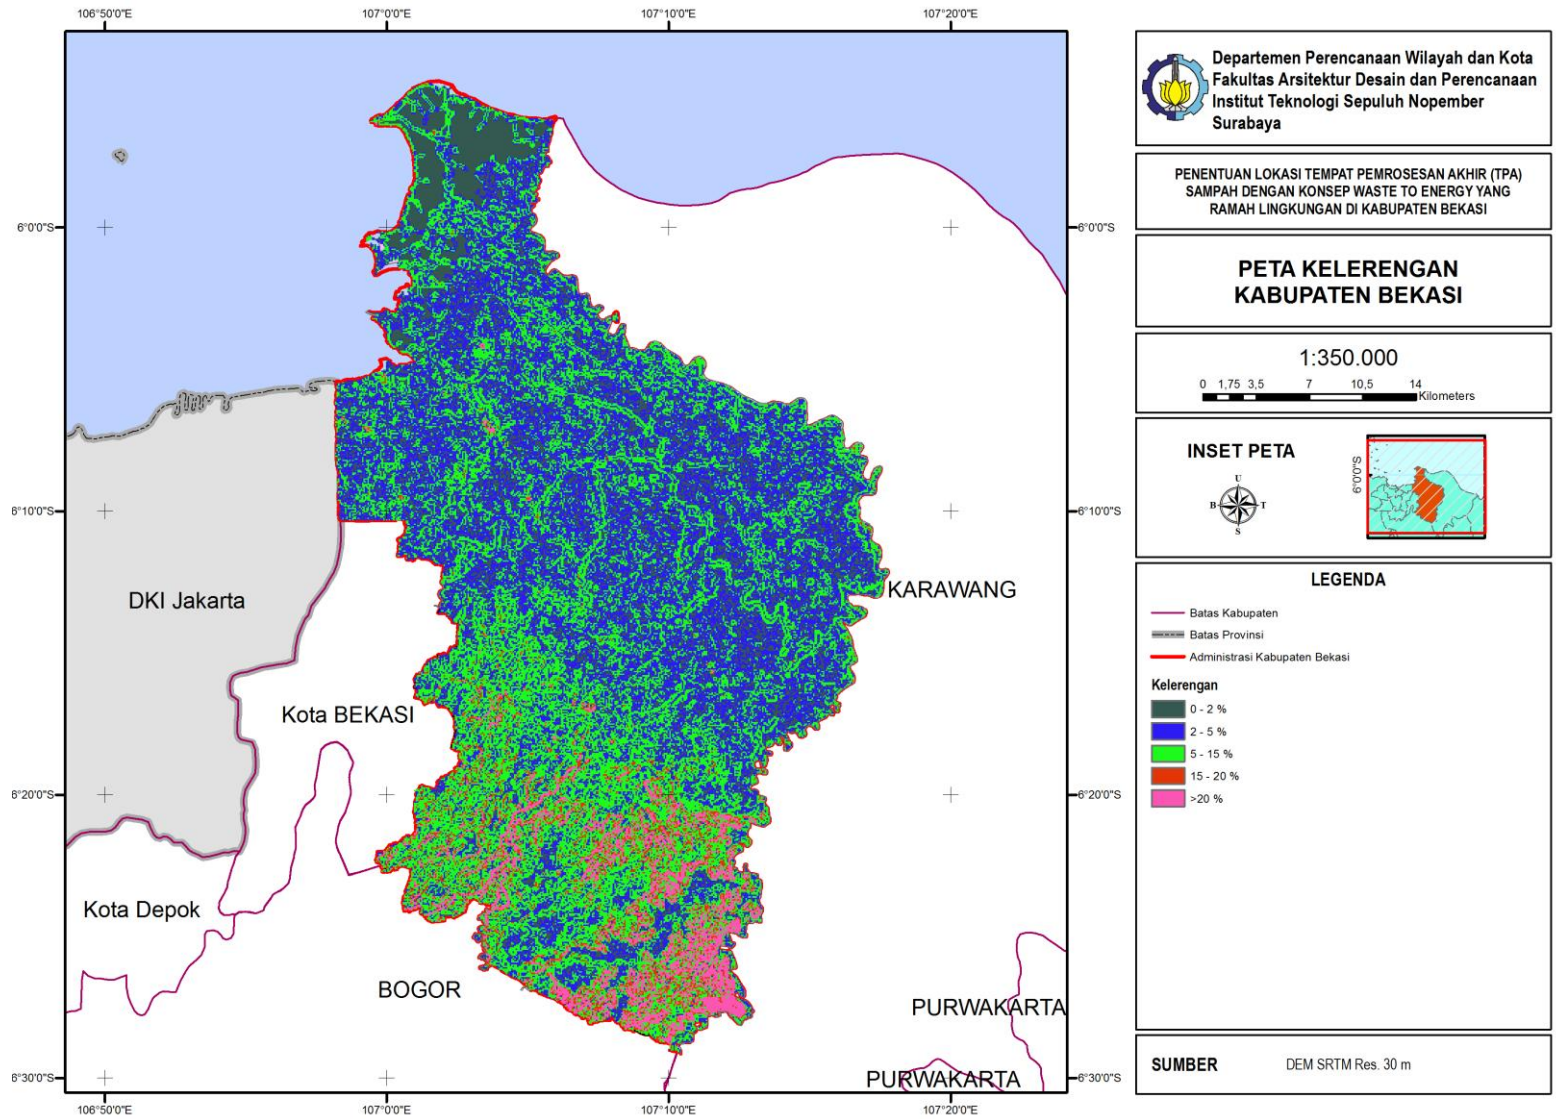 106°50'0"E
107°0'0"E
107°10'0"E
107°20'0"E
6°0'0"S
6°0'0"S
6°10'0"S
6°10'0"S
6°20'0"S
6°20'0"S
6°30'0"S
6°30'0"S
DKI Jakarta
Kota BEKASI
Kota Depok
BOGOR
KARAWANG
PURWAKARTA
PURWAKARTA
106°50'0"E
107°0'0"E
107°10'0"E
107°20'0"E
Departemen Perencanaan Wilayah dan Kota
Fakultas Arsitektur Desain dan Perencanaan
Institut Teknologi Sepuluh Nopember
Surabaya
PENENTUAN LOKASI TEMPAT PEMROSESAN AKHIR (TPA)
SAMPAH DENGAN KONSEP WASTE TO ENERGY YANG
RAMAH LINGKUNGAN DI KABUPATEN BEKASI
PETA KELERENGAN
KABUPATEN BEKASI
1:350.000
0 1,75 3,5 7 10,5 14
Kilometers
INSET PETA
U
B T
S
6°0'0"S
LEGENDA
Batas Kabupaten
Batas Provinsi
Administrasi Kabupaten Bekasi
Kelerengan
0 - 2 %
2 - 5 %
5 - 15 %
15 - 20 %
>20 %
SUMBER DEM SRTM Res. 30 m